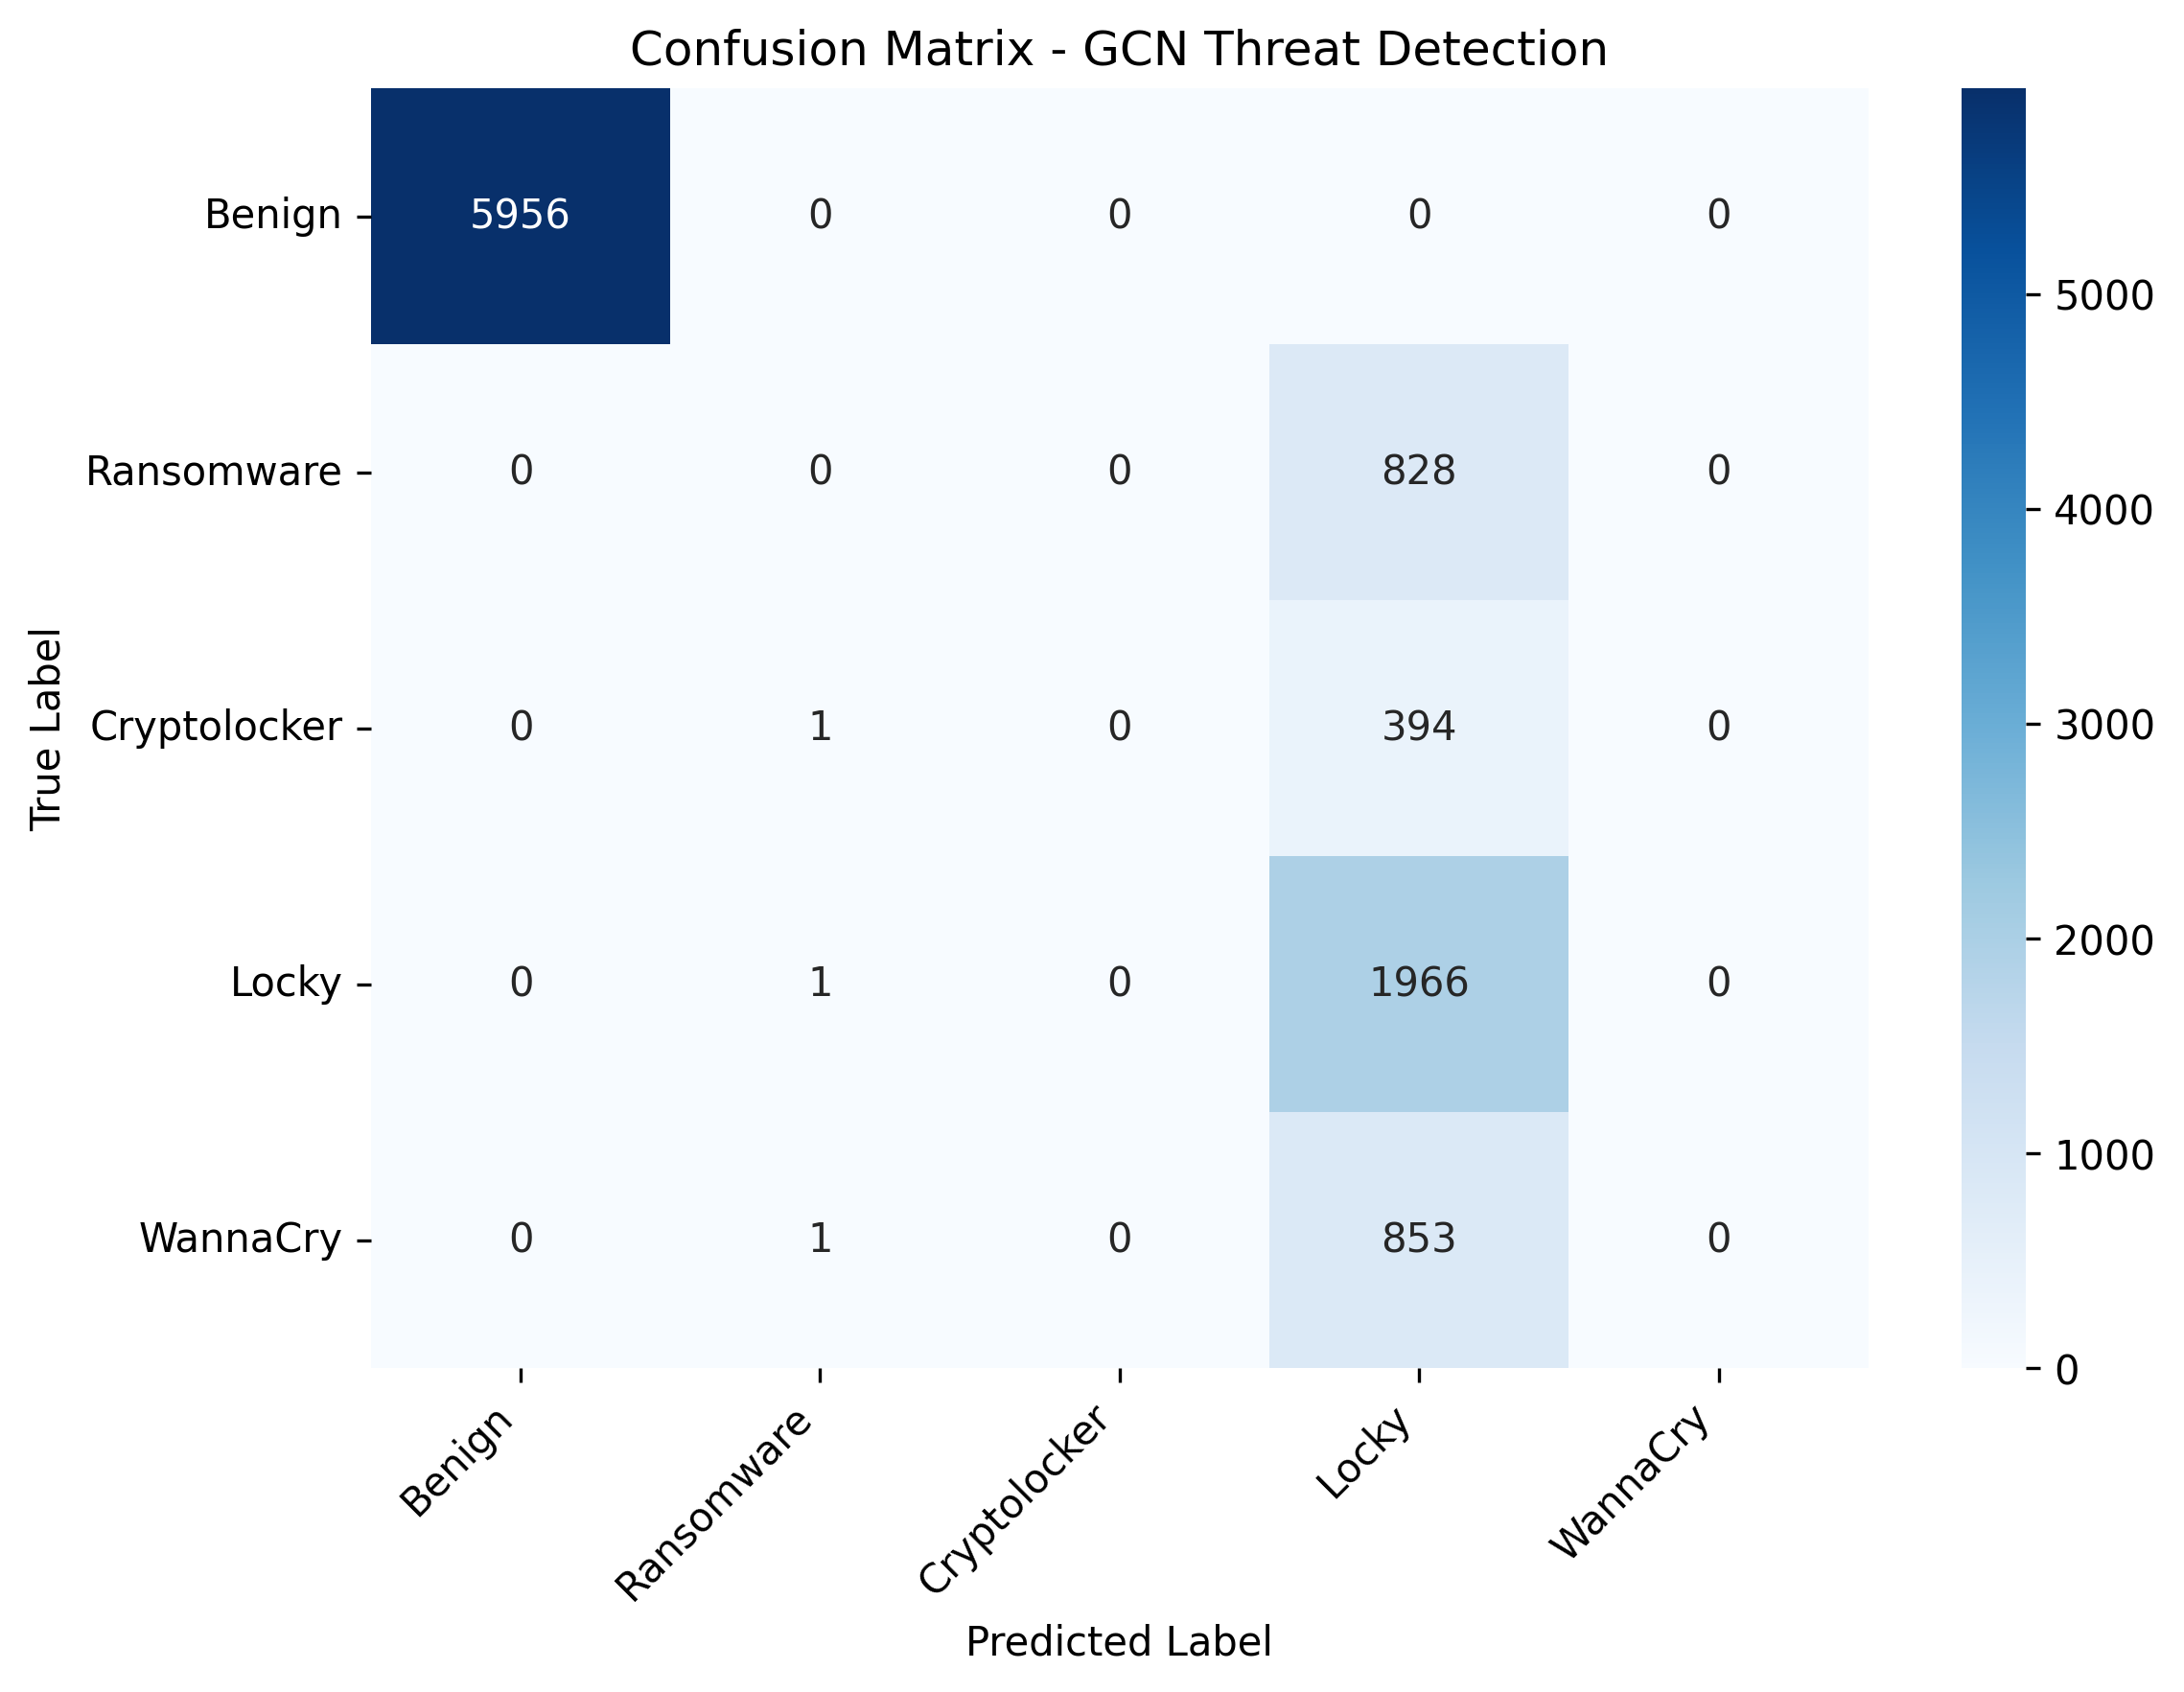 Confusion Matrix - GCN Threat Detection
True Label
Benign 5956 0 0 0 0
Ransomware 0 0 0 828 0
Cryptolocker 0 1 0 394 0
Locky 0 1 0 1966 0
WannaCry 0 1 0 853 0
Benign Ransomware Cryptolocker Locky WannaCry
Predicted Label
5000
4000
3000
2000
1000
0